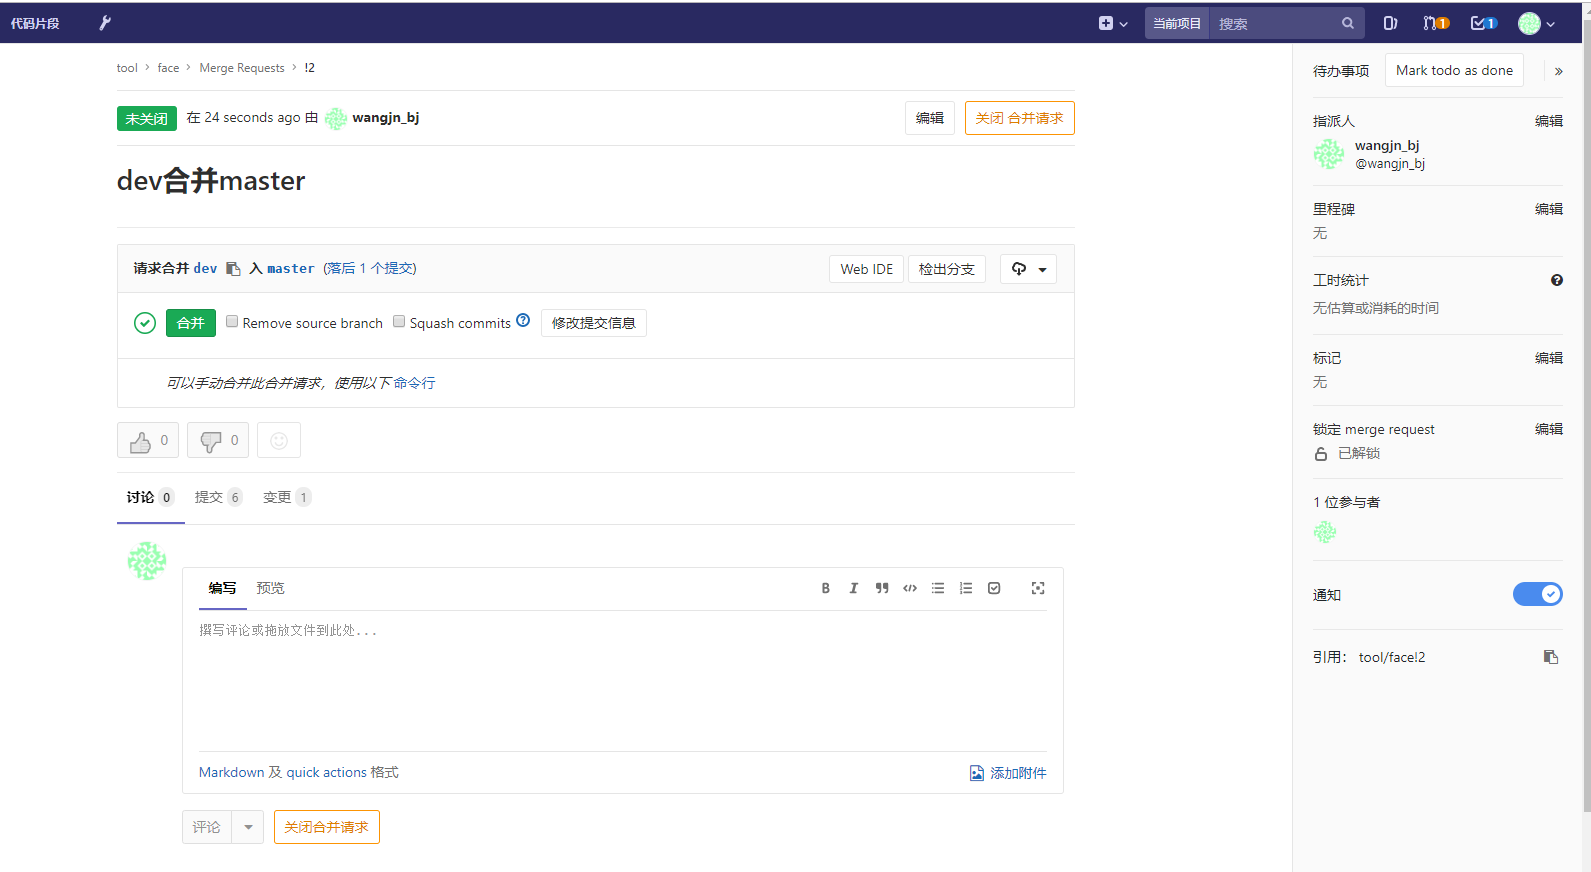 代码片段
当前项目 搜索 1 1
tool › face › Merge Requests › !2
未关闭 在 24 seconds ago 由 wangjn_bj 编辑 关闭 合并请求
dev合并master
请求合并 dev 入 master (落后 1 个提交) Web IDE 检出分支
合并 Remove source branch Squash commits 修改提交信息
可以手动合并此合并请求，使用以下 命令行
0 0
讨论 0 提交 6 变更 1
编写 预览
撰写评论或拖放文件到此处...
Markdown 及 quick actions 格式 添加附件
评论 关闭合并请求
待办事项 Mark todo as done »
指派人 编辑
wangjn_bj
@wangjn_bj
里程碑 编辑
无
工时统计
无估算或消耗的时间
标记 编辑
无
锁定 merge request 编辑
已解锁
1 位参与者
通知
引用： tool/face!2